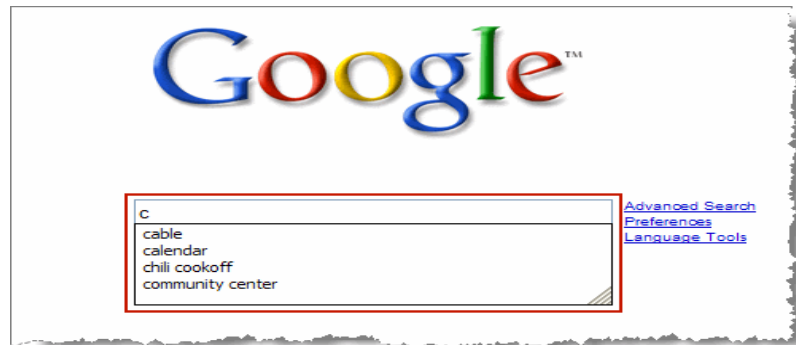 Google™
c
cable
calendar
chili cookoff
community center
Advanced Search
Preferences
Language Tools